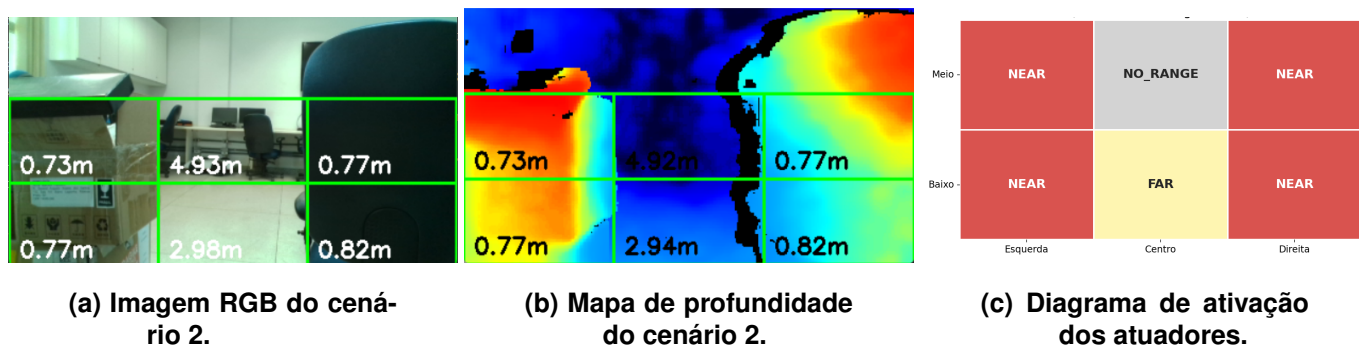 0.73m
4.93m
0.77m
0.77m
2.98m
0.82m
0.73m
4.92m
0.77m
0.77m
2.94m
0.82m
Meio
NEAR
NO_RANGE
NEAR
Baixo
NEAR
FAR
NEAR
Esquerda
Centro
Direita
(a) Imagem RGB do cená-
rio 2.
(b) Mapa de profundidade
do cenário 2.
(c) Diagrama de ativação
dos atuadores.